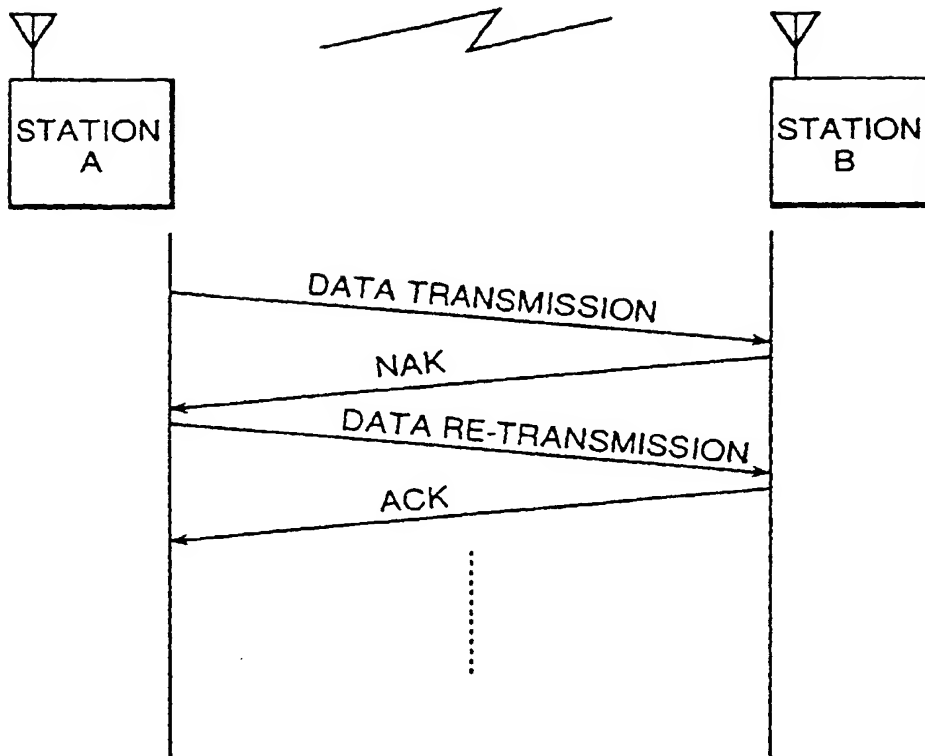 STATION
A
STATION
B
DATA TRANSMISSION
NAK
DATA RE-TRANSMISSION
ACK